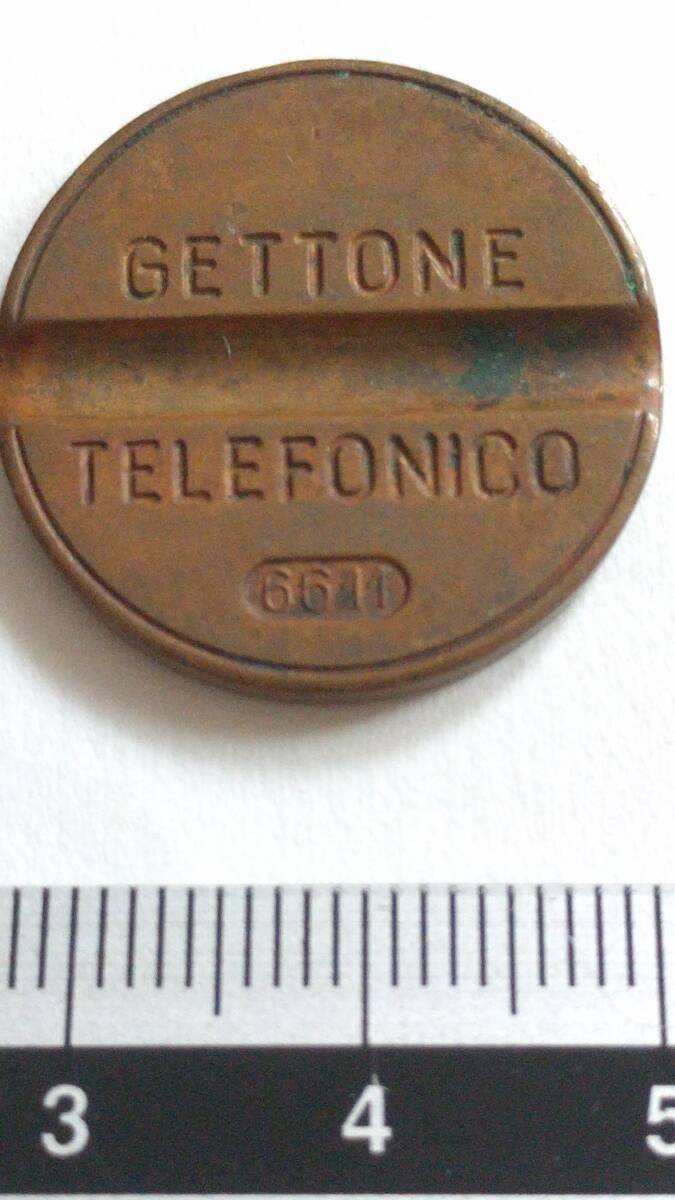 GETTONE
TELEFONICO
6611
3 4 5